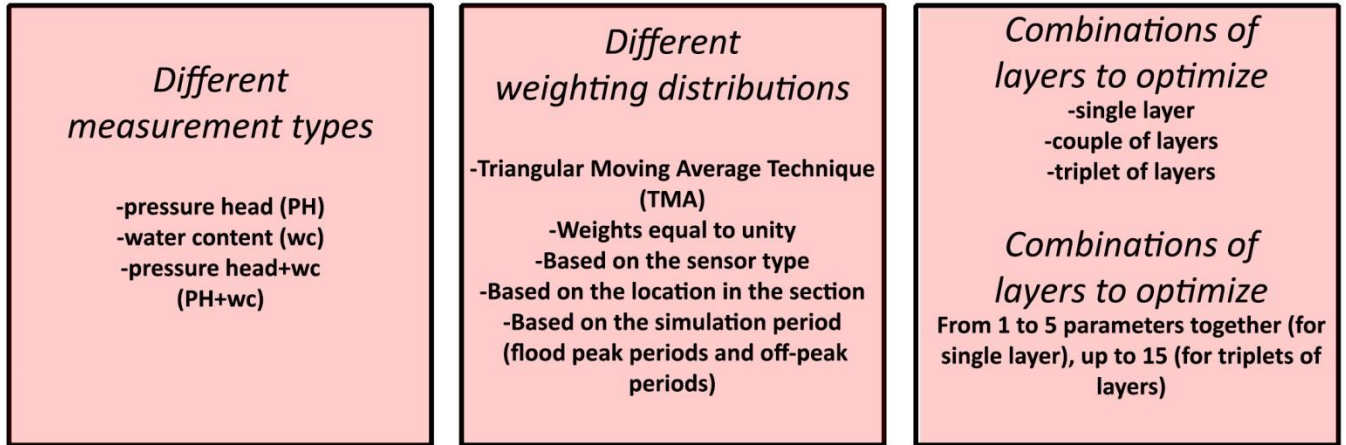 Different
measurement types
-pressure head (PH)
-water content (wc)
-pressure head+wc
(PH+wc)
Different
weighting distributions
-Triangular Moving Average Technique
(TMA)
-Weights equal to unity
-Based on the sensor type
-Based on the location in the section
-Based on the simulation period
(flood peak periods and off-peak
periods)
Combinations of
layers to optimize
-single layer
-couple of layers
-triplet of layers
Combinations of
layers to optimize
From 1 to 5 parameters together (for
single layer), up to 15 (for triplets of
layers)